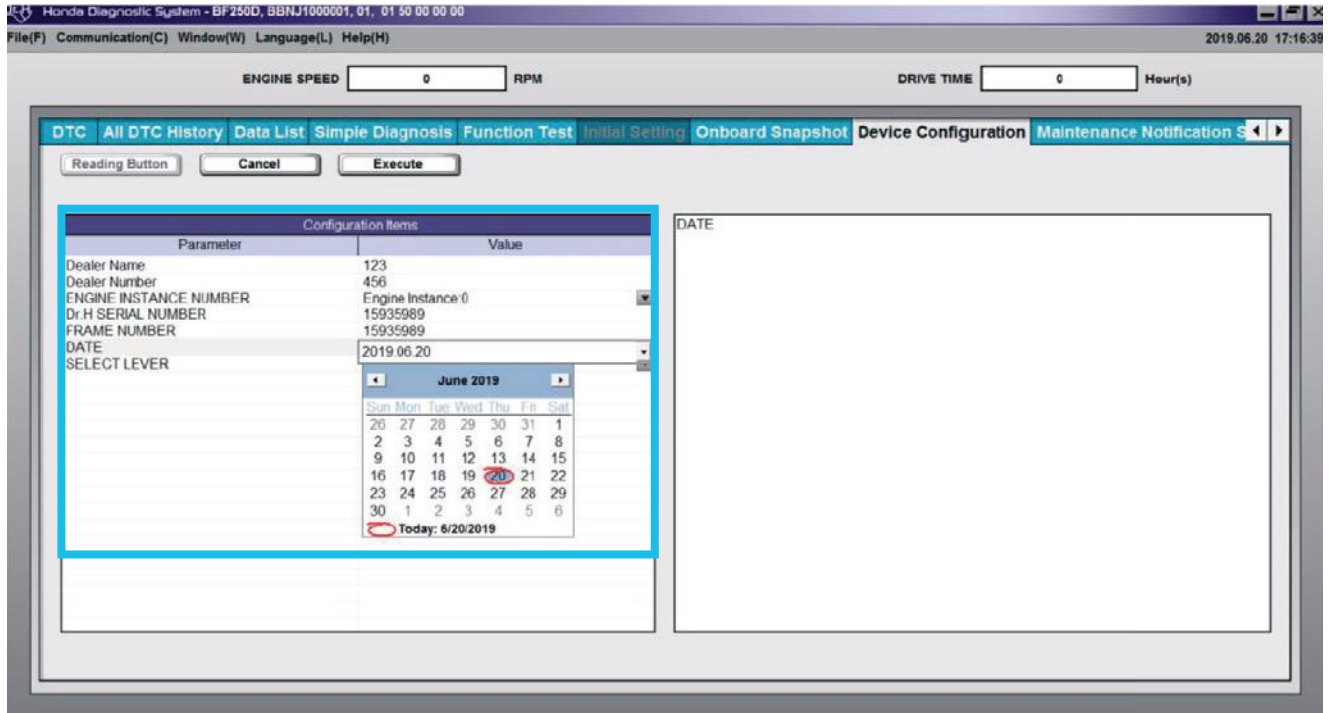 Honda Diagnostic System - BF250D, BBNJ1000001, 01, 01 50 00 00 00
File(F) Communication(C) Window(W) Language(L) Help(H) 2019.06.20 17:16:39
ENGINE SPEED 0 RPM DRIVE TIME 0 Hour(s)
DTC All DTC History Data List Simple Diagnosis Function Test Initial Setting Onboard Snapshot Device Configuration Maintenance Notification S
Reading Button Cancel Execute
Configuration Items
Parameter Value
Dealer Name 123
Dealer Number 456
ENGINE INSTANCE NUMBER Engine Instance:0
Dr.H SERIAL NUMBER 15935989
FRAME NUMBER 15935989
DATE 2019.06.20
SELECT LEVER
June 2019
Sun Mon Tue Wed Thu Fri Sat
26 27 28 29 30 31 1
2 3 4 5 6 7 8
9 10 11 12 13 14 15
16 17 18 19 20 21 22
23 24 25 26 27 28 29
30 1 2 3 4 5 6
Today: 6/20/2019
DATE